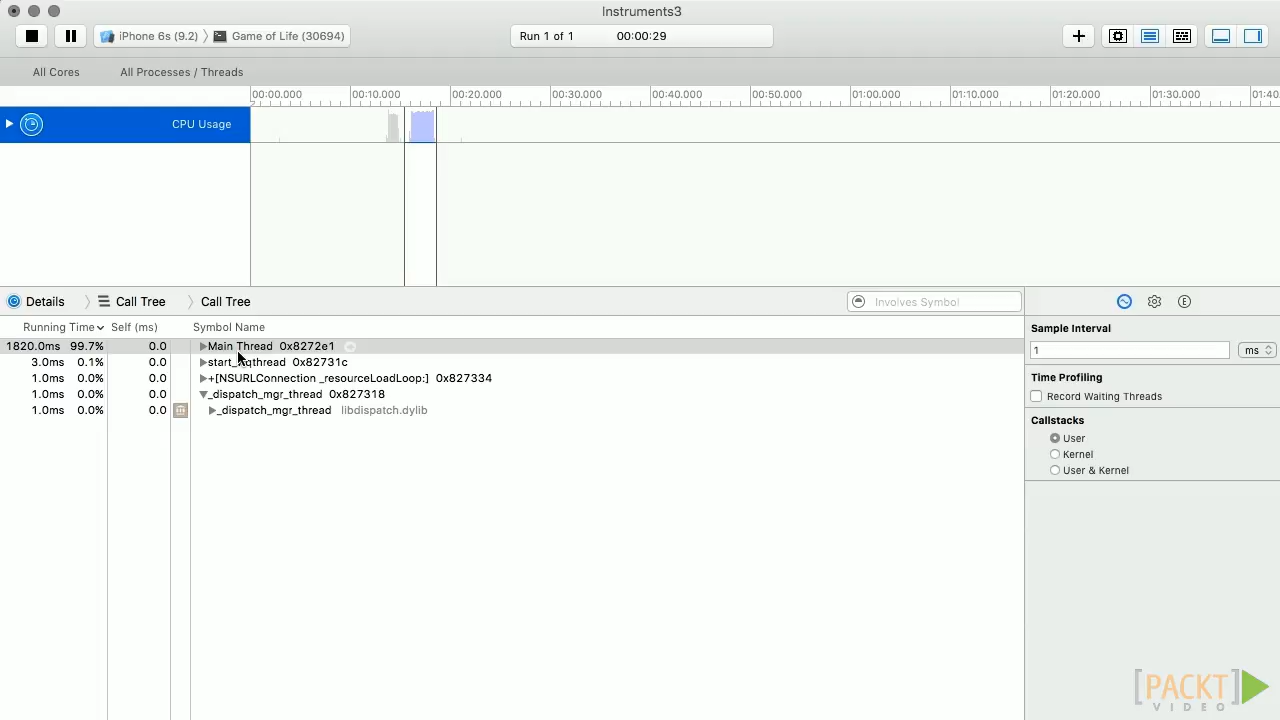 Instruments3
iPhone 6s (9.2) Game of Life (30694) Run 1 of 1 00:00:29
All Cores All Processes / Threads
00:00.000 00:10.000 00:20.000 00:30.000 00:40.000 00:50.000 01:00.000 01:10.000 01:20.000 01:30.000 01:40
CPU Usage
Details Call Tree Call Tree Involves Symbol
Running Time Self (ms) Symbol Name
Sample Interval
1820.0ms 99.7% 0.0 Main Thread 0x8272e1
1 ms
3.0ms 0.1% 0.0 start_wqthread 0x82731c
1.0ms 0.0% 0.0 +[NSURLConnection _resourceLoadLoop:] 0x827334
Time Profiling
1.0ms 0.0% 0.0 _dispatch_mgr_thread 0x827318
Record Waiting Threads
1.0ms 0.0% 0.0 _dispatch_mgr_thread libdispatch.dylib
Callstacks
User
Kernel
User & Kernel
[PACKT]
VIDEO